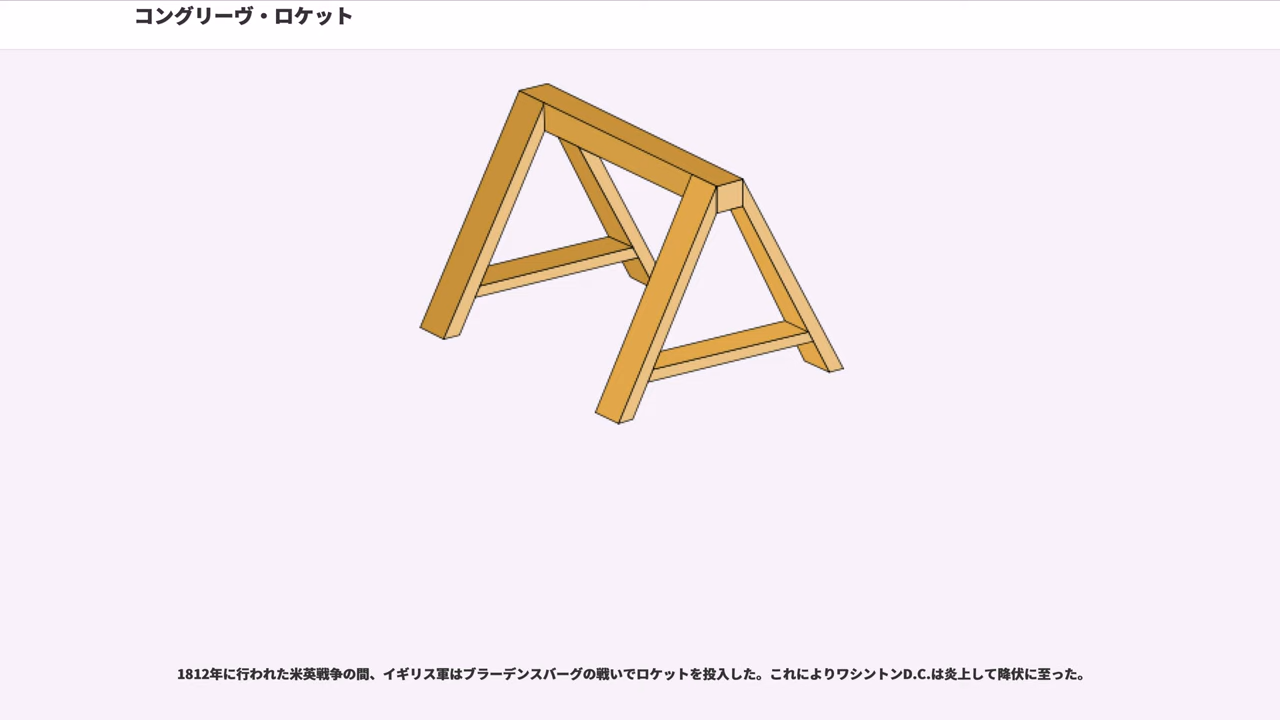 コングリーヴ・ロケット
1812年に行われた米英戦争の間、イギリス軍はブラーデンスバーグの戦いでロケットを投入した。これによりワシントンD.C.は炎上して降伏に至った。